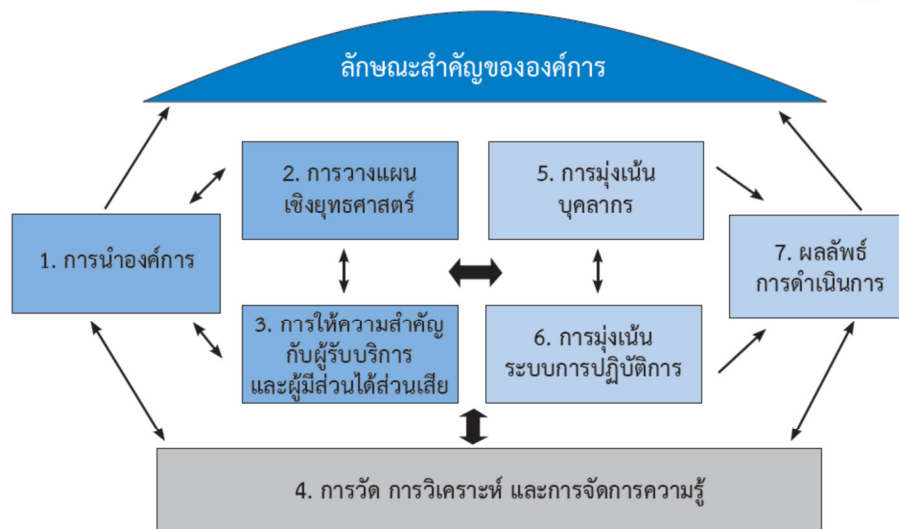 ลักษณะสำคัญขององค์การ
2. การวางแผน
เชิงยุทธศาสตร์
5. การมุ่งเน้น
บุคลากร
1. การนำองค์การ
7. ผลลัพธ์
การดำเนินการ
3. การให้ความสำคัญ
กับผู้รับบริการ
และผู้มีส่วนได้ส่วนเสีย
6. การมุ่งเน้น
ระบบการปฏิบัติการ
4. การวัด การวิเคราะห์ และการจัดการความรู้